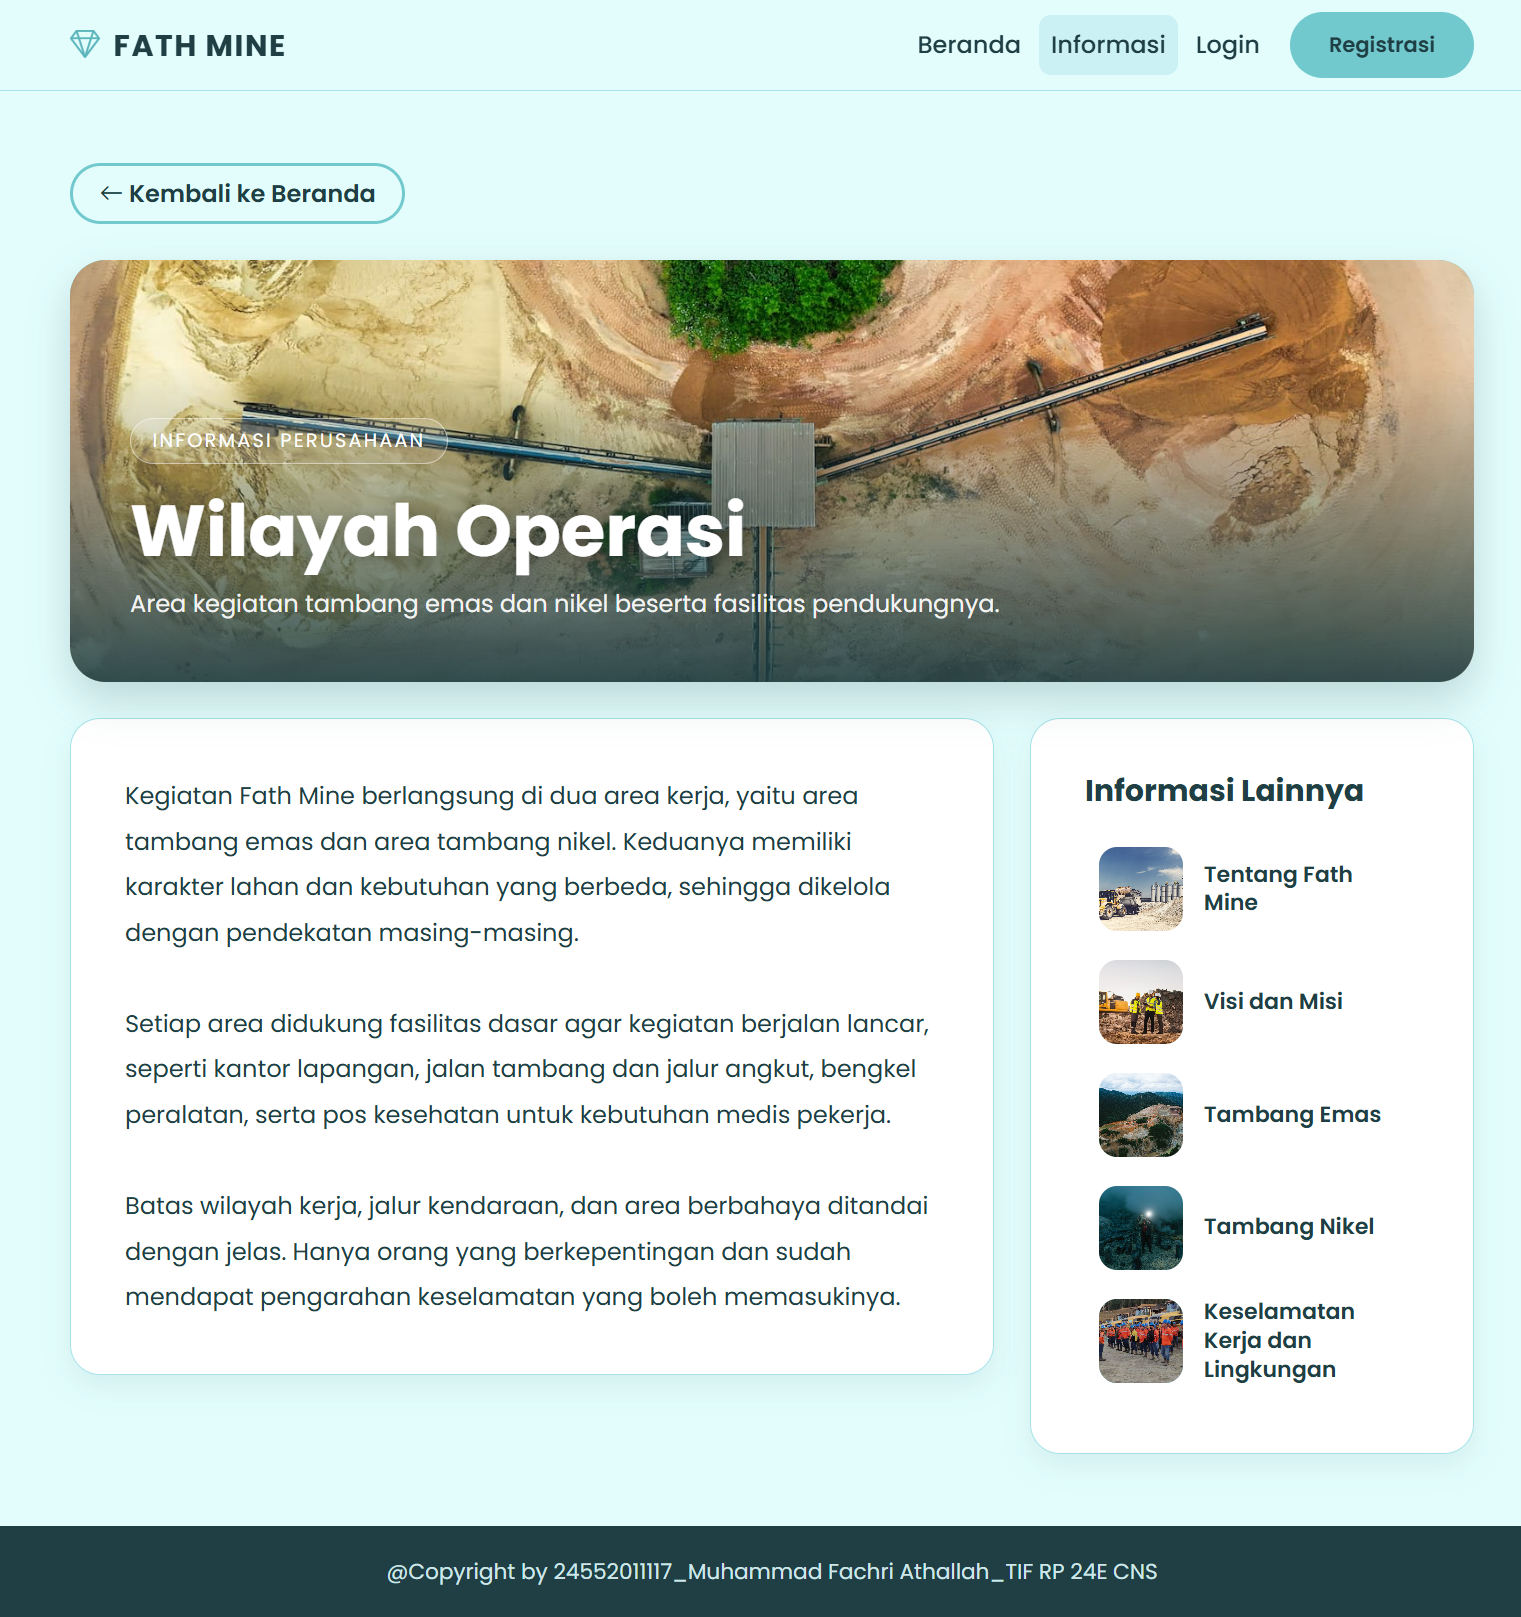 FATH MINE
Beranda
Informasi
Login
Registrasi
← Kembali ke Beranda
INFORMASI PERUSAHAAN
Wilayah Operasi
Area kegiatan tambang emas dan nikel beserta fasilitas pendukungnya.
Kegiatan Fath Mine berlangsung di dua area kerja, yaitu area
tambang emas dan area tambang nikel. Keduanya memiliki
karakter lahan dan kebutuhan yang berbeda, sehingga dikelola
dengan pendekatan masing-masing.
Setiap area didukung fasilitas dasar agar kegiatan berjalan lancar,
seperti kantor lapangan, jalan tambang dan jalur angkut, bengkel
peralatan, serta pos kesehatan untuk kebutuhan medis pekerja.
Batas wilayah kerja, jalur kendaraan, dan area berbahaya ditandai
dengan jelas. Hanya orang yang berkepentingan dan sudah
mendapat pengarahan keselamatan yang boleh memasukinya.
Informasi Lainnya
Tentang Fath
Mine
Visi dan Misi
Tambang Emas
Tambang Nikel
Keselamatan
Kerja dan
Lingkungan
@Copyright by 24552011117_Muhammad Fachri Athallah_TIF RP 24E CNS